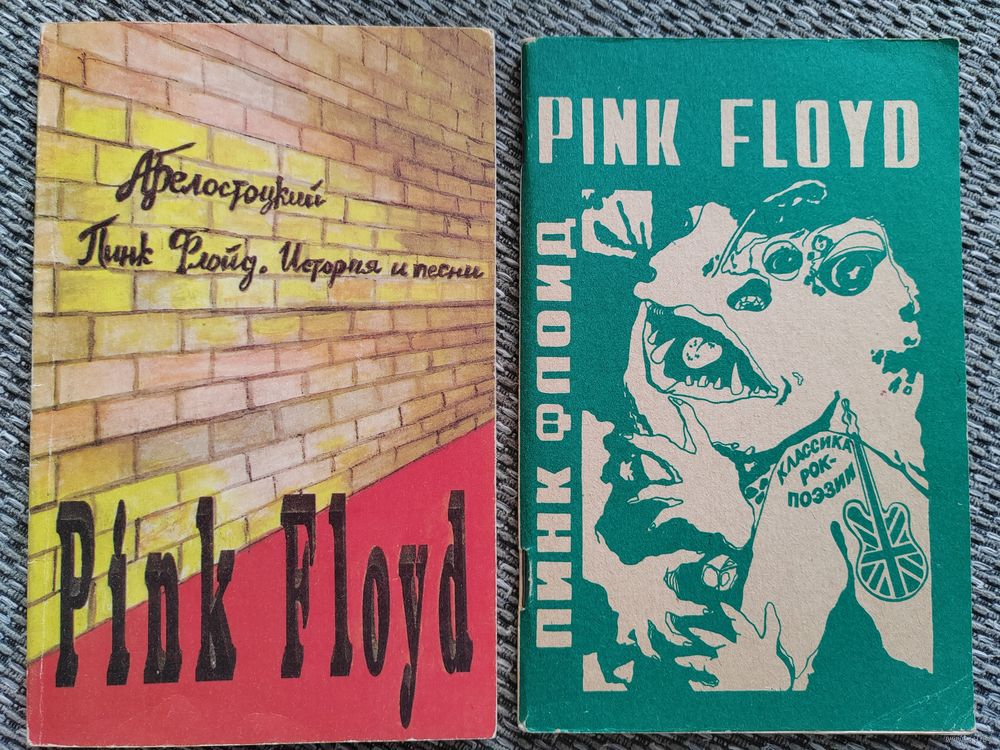 А. Белостоцкий
Пинк Флойд. История и песни
Pink Floyd
PINK FLOYD
ПИНК ФЛОЙД
КЛАССИКА
РОК-
ПОЭЗИИ